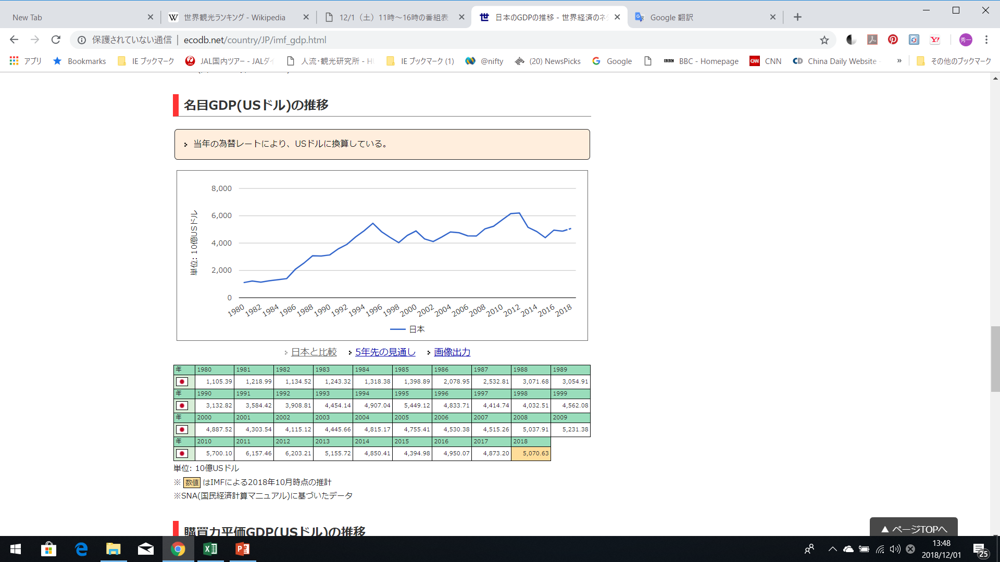 New Tab
世界観光ランキング - Wikipedia
12/1（土）11時～16時の番組表
日本のGDPの推移 - 世界経済のネ
Google 翻訳
保護されていない通信 | ecodb.net/country/JP/imf_gdp.html
アプリ
Bookmarks
IE ブックマーク
JAL国内ツアー - JALダイ
人流･観光研究所 - H
IE ブックマーク (1)
@nifty
(20) NewsPicks
Google
BBC - Homepage
CNN
China Daily Website
»
その他のブックマーク
名目GDP(USドル)の推移
当年の為替レートにより、USドルに換算している。
単位: 10億USドル
8,000
6,000
4,000
2,000
0
1980 1982 1984 1986 1988 1990 1992 1994 1996 1998 2000 2002 2004 2006 2008 2010 2012 2014 2016 2018
日本
日本と比較 5年先の見通し 画像出力
年 1980 1981 1982 1983 1984 1985 1986 1987 1988 1989
1,105.39 1,218.99 1,134.52 1,243.32 1,318.38 1,398.89 2,078.95 2,532.81 3,071.68 3,054.91
年 1990 1991 1992 1993 1994 1995 1996 1997 1998 1999
3,132.82 3,584.42 3,908.81 4,454.14 4,907.04 5,449.12 4,833.71 4,414.74 4,032.51 4,562.08
年 2000 2001 2002 2003 2004 2005 2006 2007 2008 2009
4,887.52 4,303.54 4,115.12 4,445.66 4,815.17 4,755.41 4,530.38 4,515.26 5,037.91 5,231.38
年 2010 2011 2012 2013 2014 2015 2016 2017 2018
5,700.10 6,157.46 6,203.21 5,155.72 4,850.41 4,394.98 4,950.07 4,873.20 5,070.63
単位: 10億USドル
※ 数値 はIMFによる2018年10月時点の推計
※SNA(国民経済計算マニュアル)に基づいたデータ
購買力平価GDP(USドル)の推移
▲ ページTOPへ
13:48
2018/12/01
25